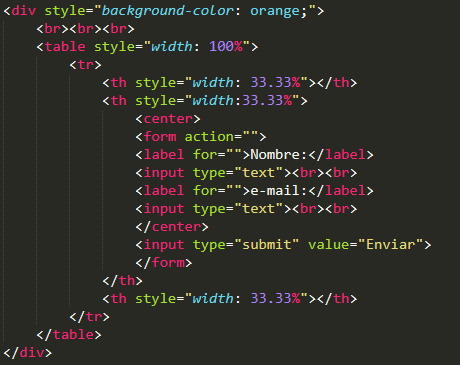 <div style="background-color: orange;">
<br><br><br>
<table style="width: 100%">
<tr>
<th style="width: 33.33%"></th>
<th style="width:33.33%">
<center>
<form action="">
<label for="">Nombre:</label>
<input type="text"><br><br>
<label for="">e-mail:</label>
<input type="text"><br><br>
</center>
<input type="submit" value="Enviar">
</form>
</th>
<th style="width: 33.33%"></th>
</tr>
</table>
</div>